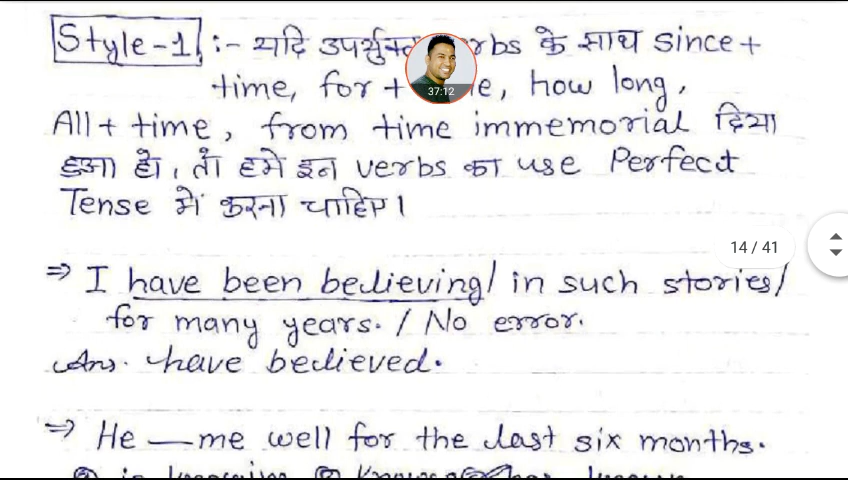 Style-1 :- यदि उपर्युक्त के साथ since +
time, for + , how long,
All + time, from time immemorial दिया
हुआ हो, तो हमे इन verbs का use Perfect
Tense में करना चाहिए।
37:12
14 / 41
⇒ I have been believing/ in such stories/
for many years. / No error.
Ans. have believed.
⇒ He — me well for the last six months.